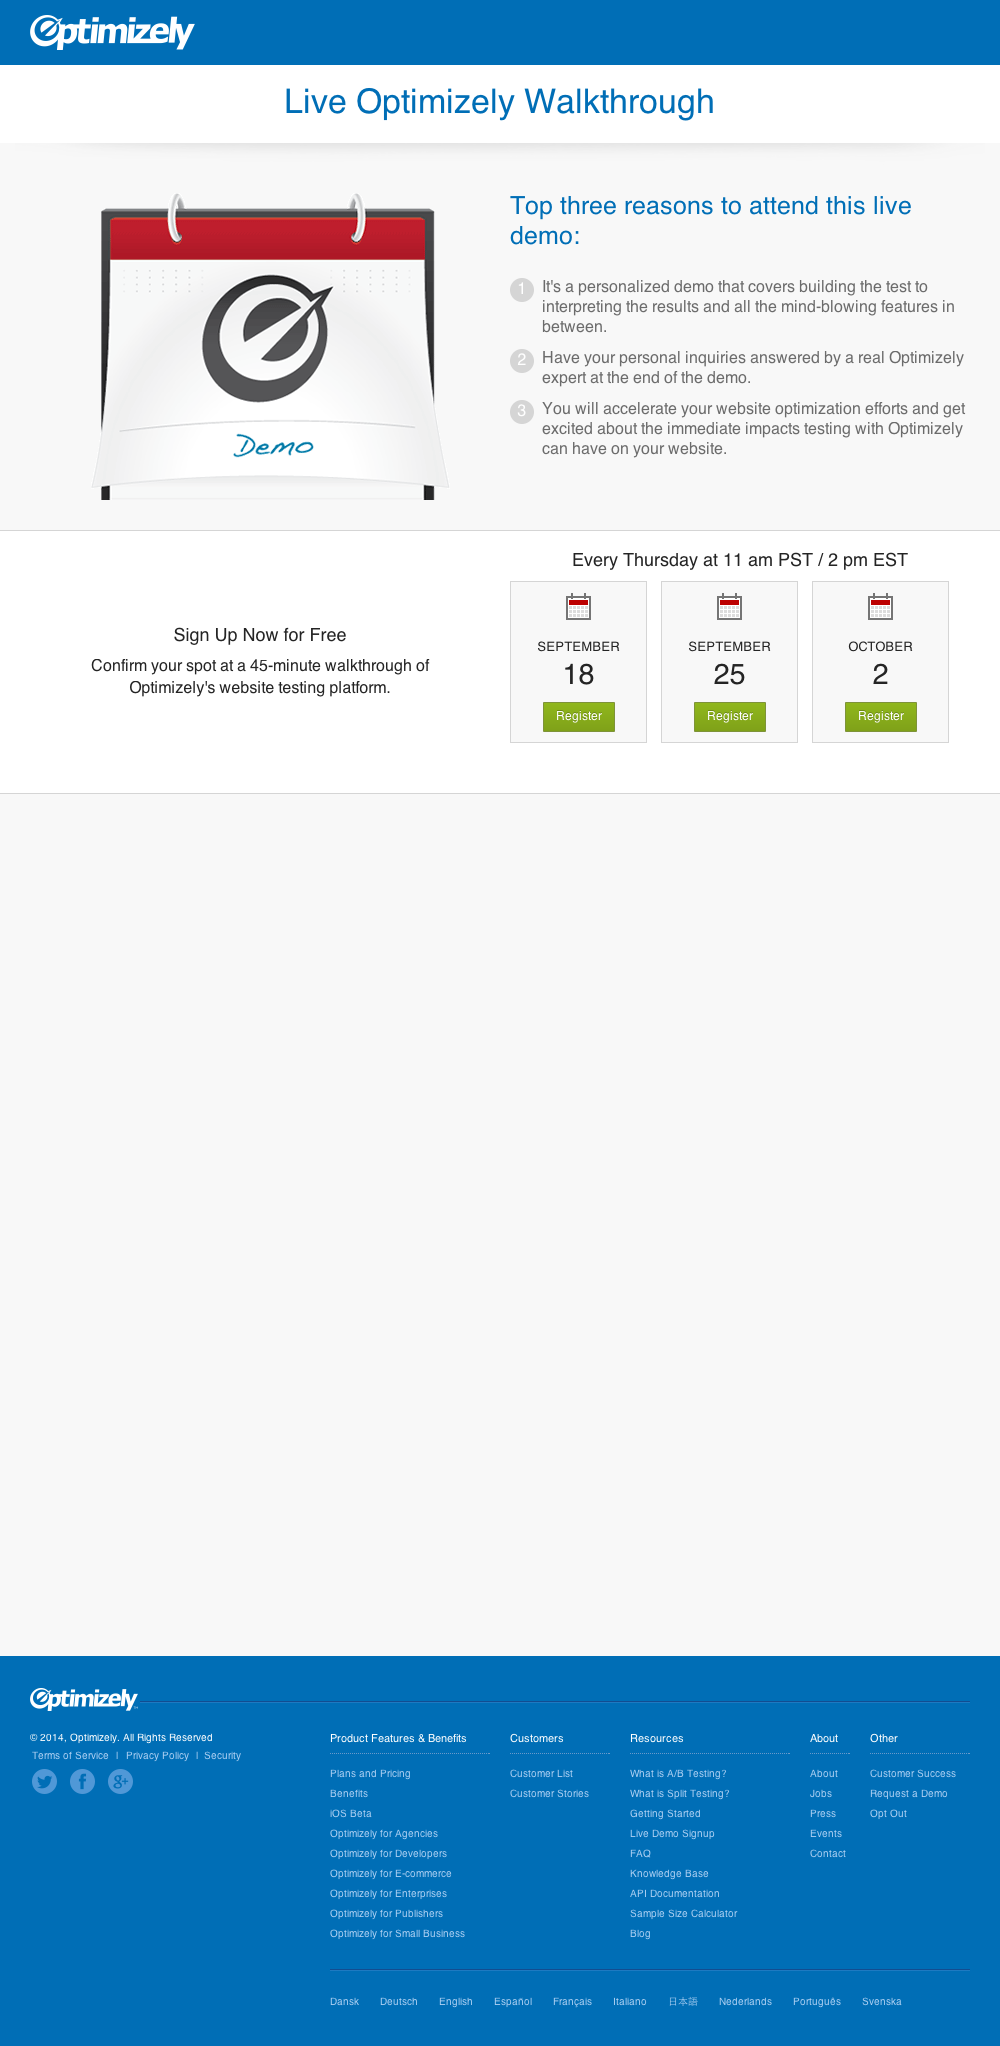 Optimizely
Live Optimizely Walkthrough
Demo
Top three reasons to attend this live
demo:
1 It's a personalized demo that covers building the test to
interpreting the results and all the mind-blowing features in
between.
2 Have your personal inquiries answered by a real Optimizely
expert at the end of the demo.
3 You will accelerate your website optimization efforts and get
excited about the immediate impacts testing with Optimizely
can have on your website.
Sign Up Now for Free
Confirm your spot at a 45-minute walkthrough of
Optimizely's website testing platform.
Every Thursday at 11 am PST / 2 pm EST
SEPTEMBER
18
Register
SEPTEMBER
25
Register
OCTOBER
2
Register
Optimizely
© 2014, Optimizely. All Rights Reserved
Terms of Service | Privacy Policy | Security
Product Features & Benefits
Plans and Pricing
Benefits
iOS Beta
Optimizely for Agencies
Optimizely for Developers
Optimizely for E-commerce
Optimizely for Enterprises
Optimizely for Publishers
Optimizely for Small Business
Customers
Customer List
Customer Stories
Resources
What is A/B Testing?
What is Split Testing?
Getting Started
Live Demo Signup
FAQ
Knowledge Base
API Documentation
Sample Size Calculator
Blog
About
About
Jobs
Press
Events
Contact
Other
Customer Success
Request a Demo
Opt Out
Dansk Deutsch English Español Français Italiano 日本語 Nederlands Português Svenska